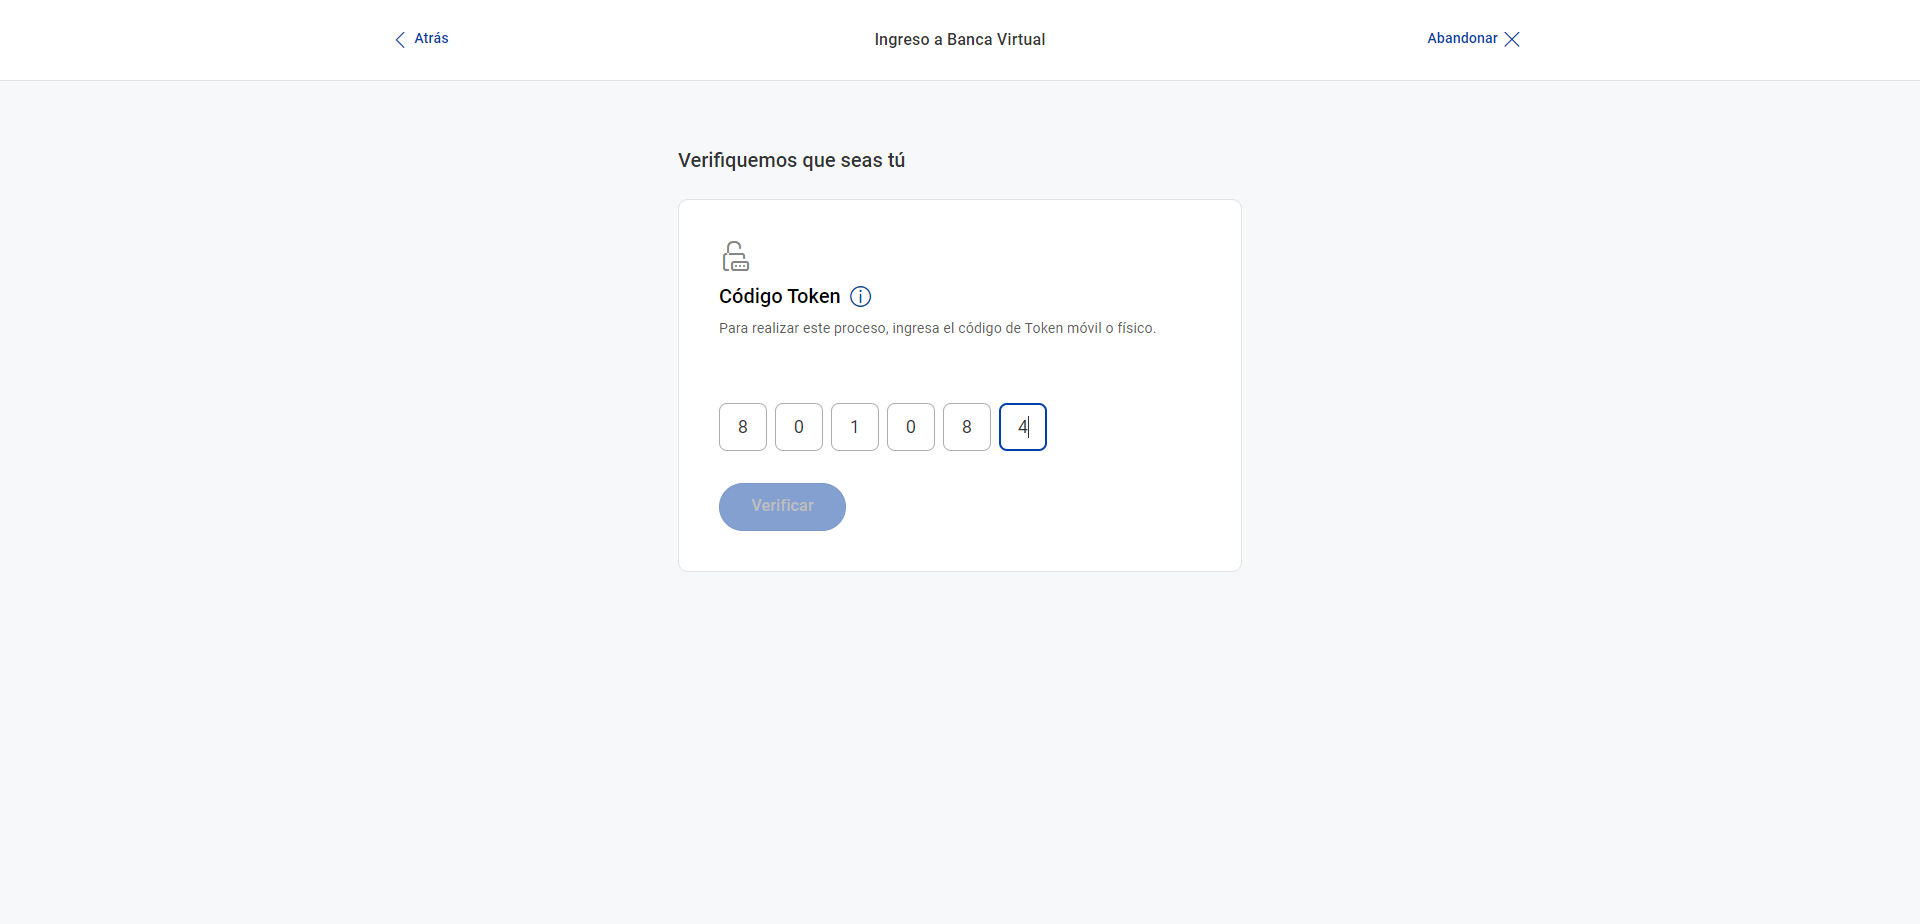 Atrás
Ingreso a Banca Virtual
Abandonar
Verifiquemos que seas tú
Código Token
Para realizar este proceso, ingresa el código de Token móvil o físico.
8 0 1 0 8 4
Verificar